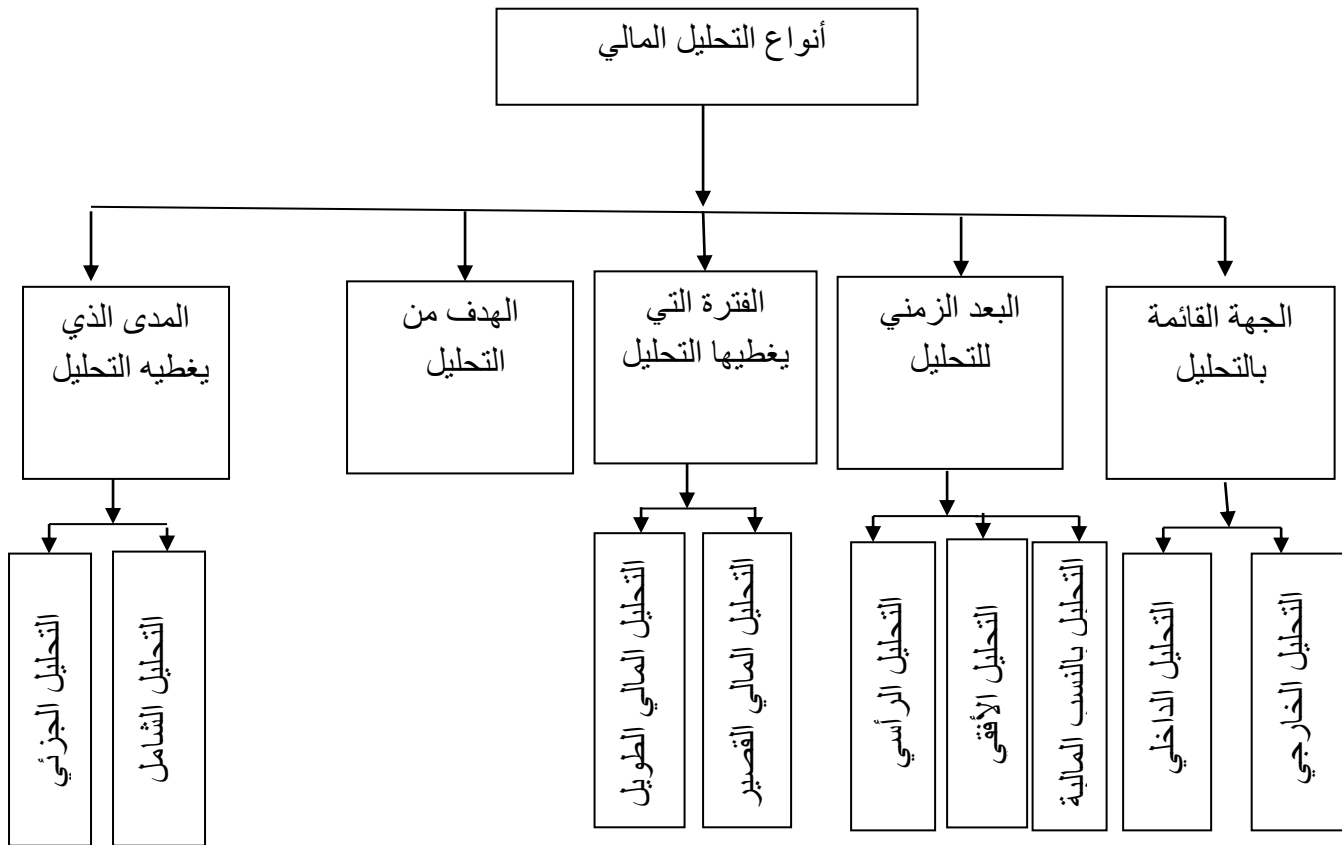 أنواع التحليل المالي
الجهة القائمة
بالتحليل
البعد الزمني
للتحليل
الفترة التي
يغطيها التحليل
الهدف من
التحليل
المدى الذي
يغطيه التحليل
التحليل الخارجي
التحليل الداخلي
التحليل بالنسب المالية
التحليل الأفقي
التحليل الرأسي
التحليل المالي القصير
التحليل المالي الطويل
التحليل الشامل
التحليل الجزئي